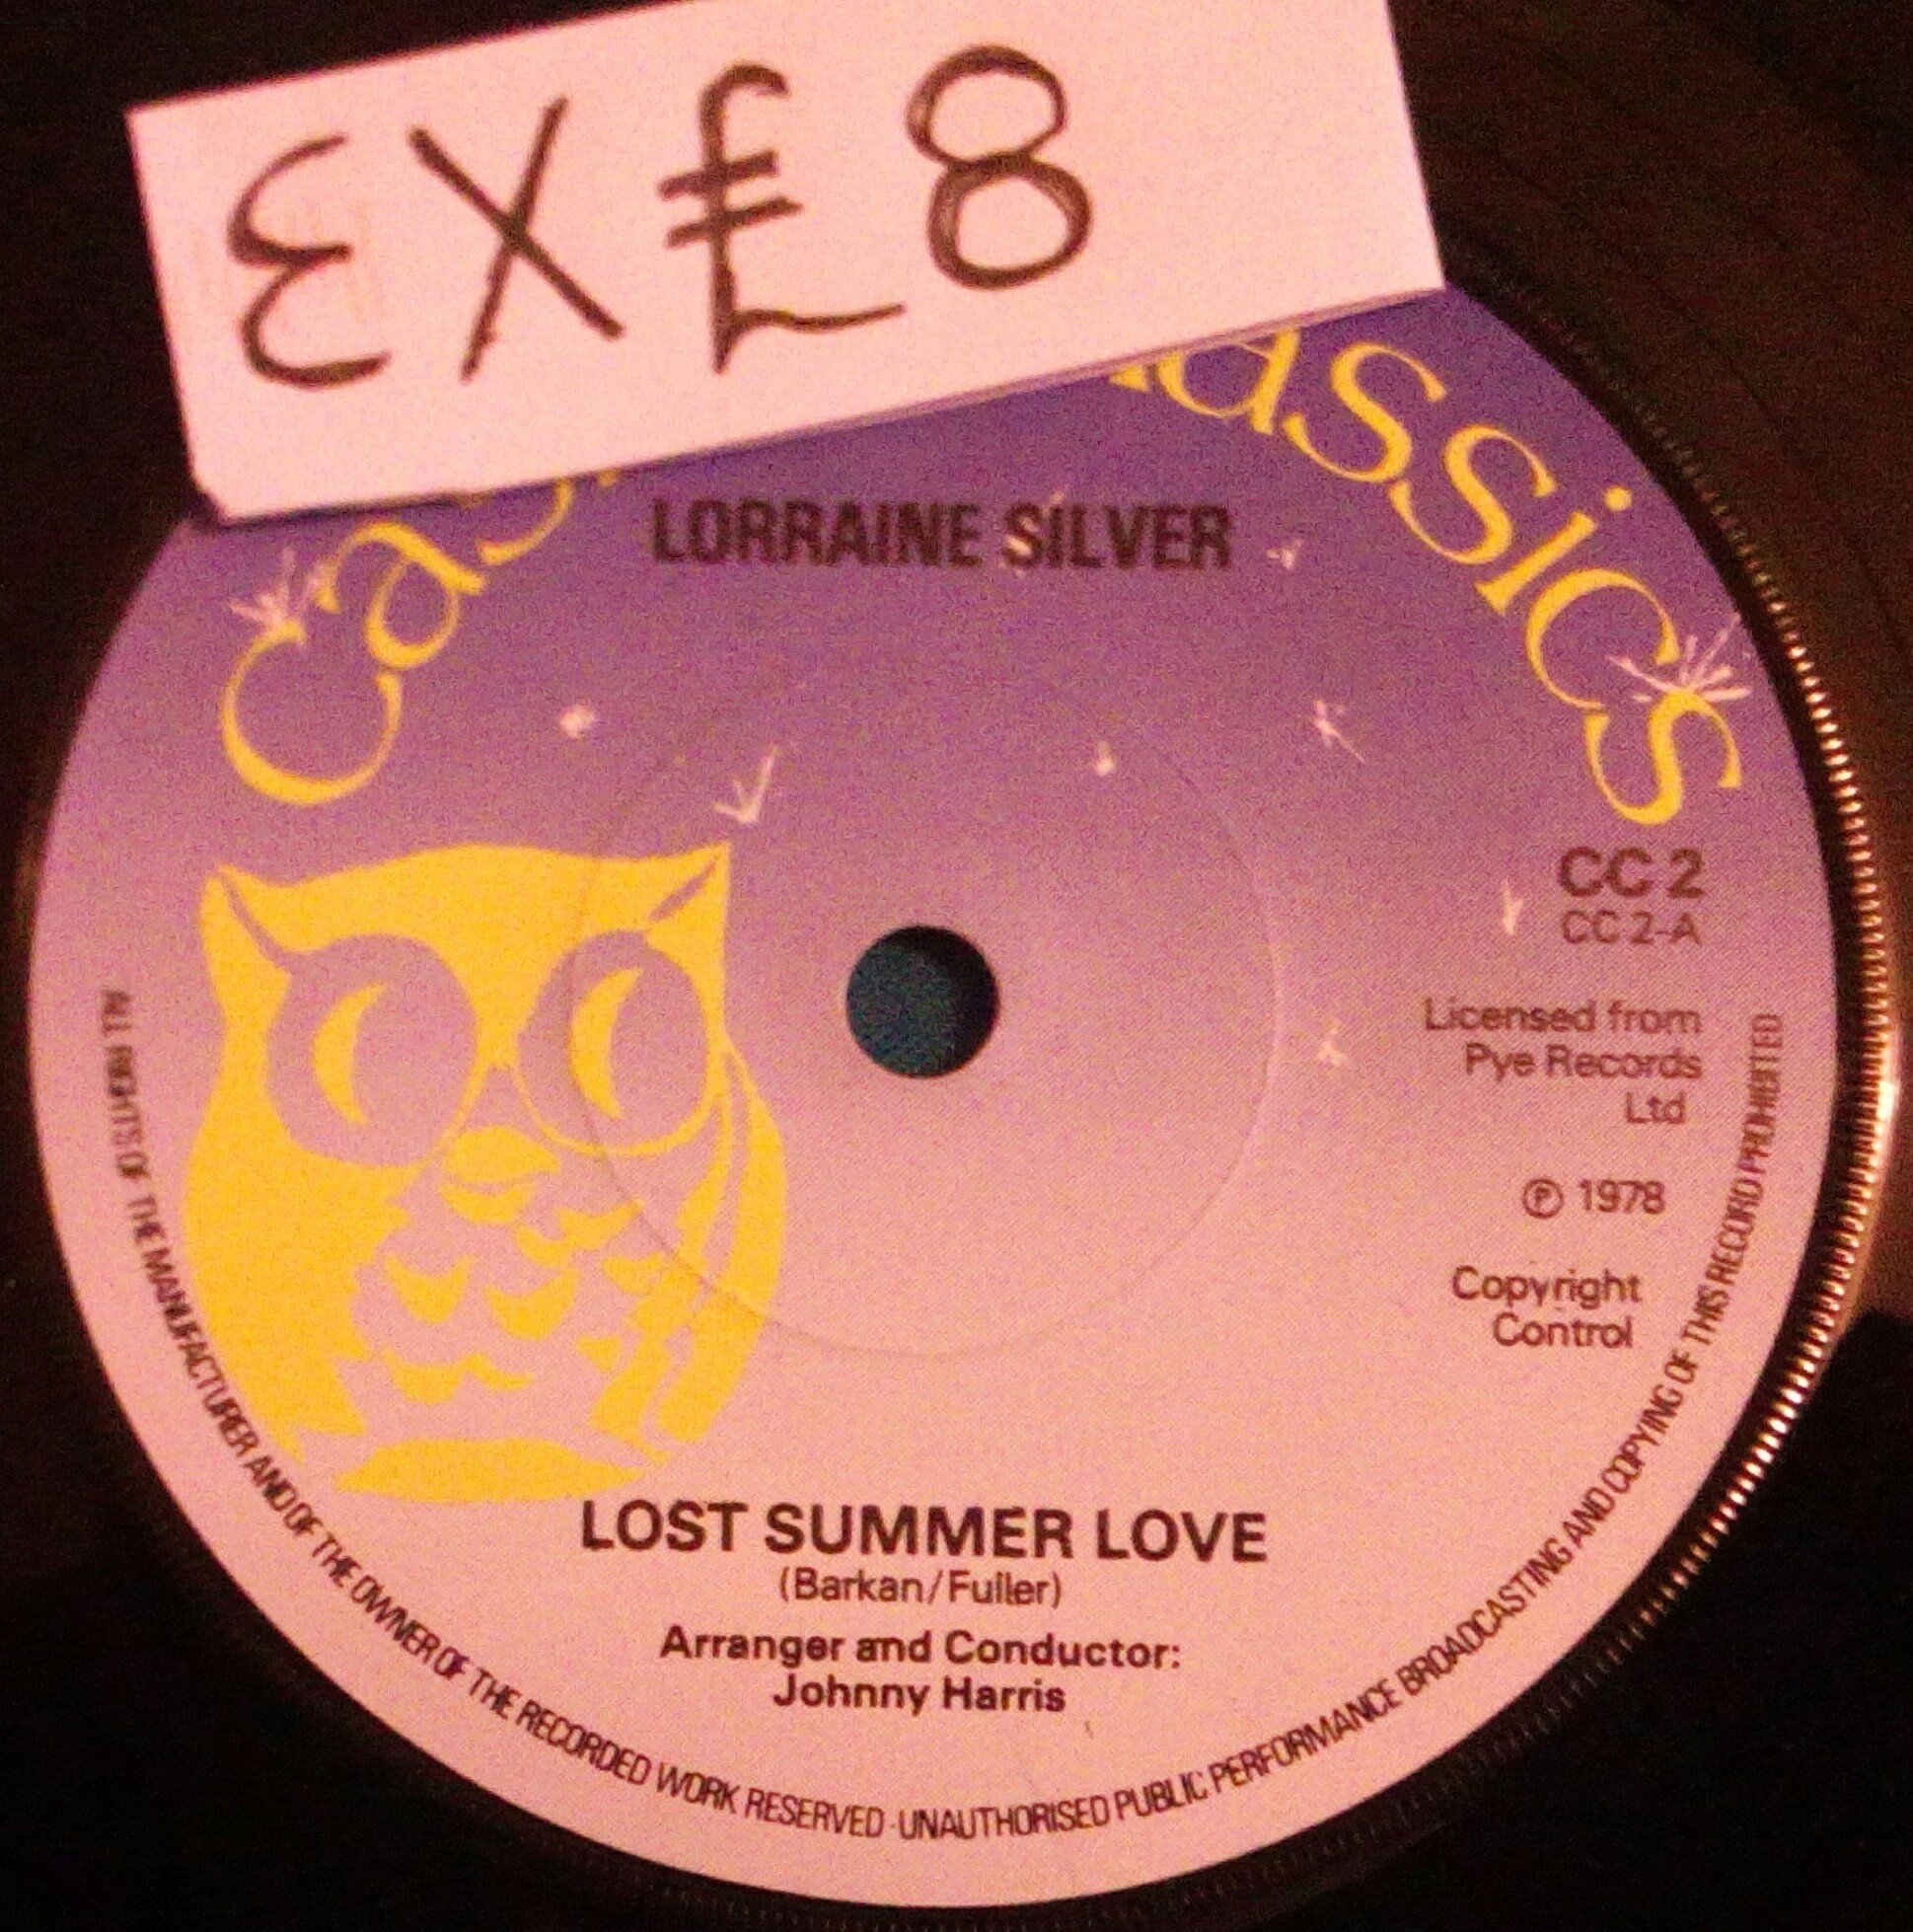 EX £8
Cas
assics
LORRAINE SILVER
CC 2
CC 2-A
Licensed from
Pye Records
Ltd
℗ 1978
Copyright
Control
LOST SUMMER LOVE
(Barkan/Fuller)
Arranger and Conductor:
Johnny Harris
ALL RIGHTS OF THE MANUFACTURER AND OF THE OWNER OF THE RECORDED WORK RESERVED · UNAUTHORISED PUBLIC PERFORMANCE BROADCASTING AND COPYING OF THIS RECORD PROHIBITED